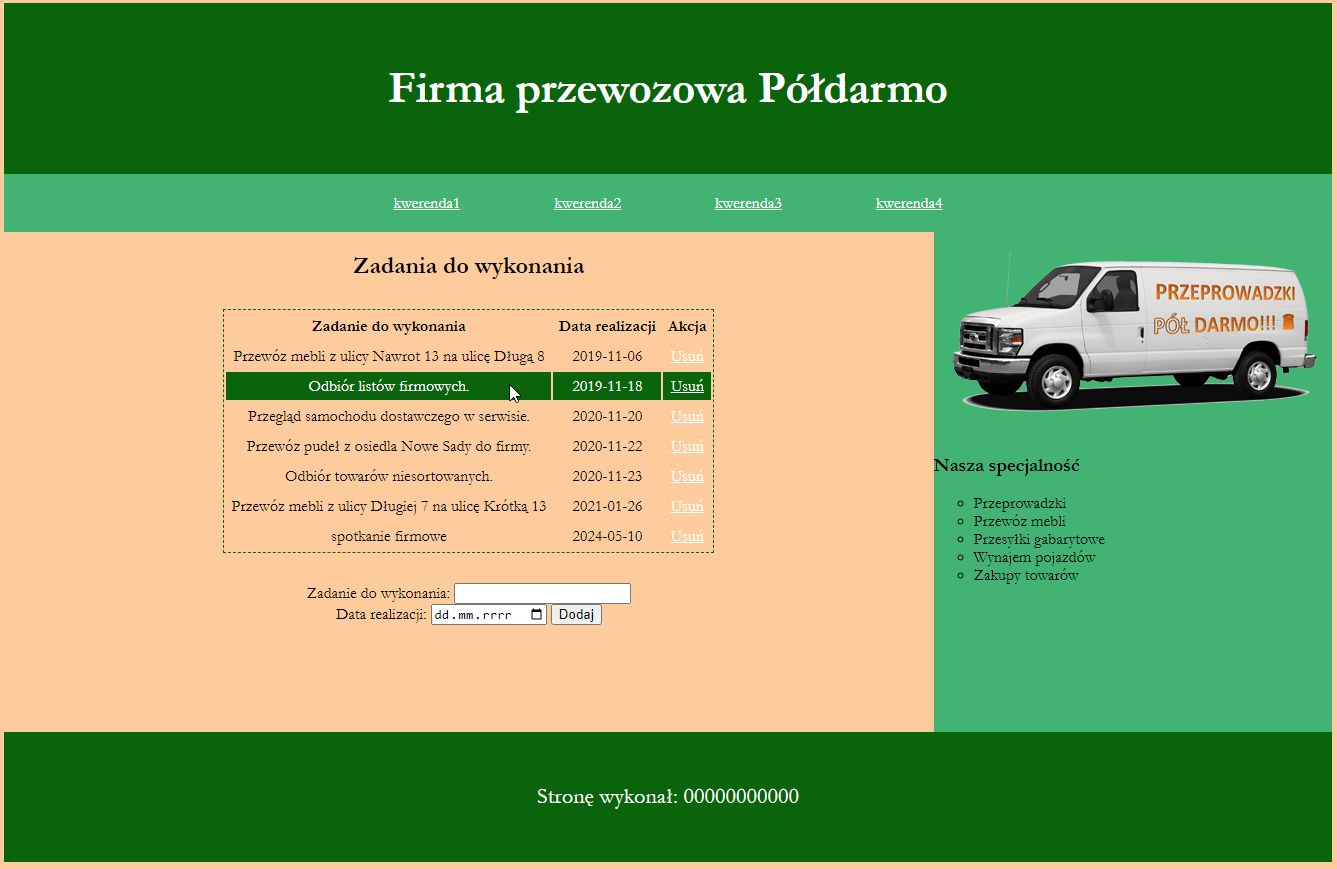 Firma przewozowa Półdarmo
kwerenda1 kwerenda2 kwerenda3 kwerenda4
Zadania do wykonania
Zadanie do wykonania Data realizacji Akcja
Przewóz mebli z ulicy Nawrot 13 na ulicę Długą 8 2019-11-06 Usuń
Odbiór listów firmowych. 2019-11-18 Usuń
Przegląd samochodu dostawczego w serwisie. 2020-11-20 Usuń
Przewóz pudeł z osiedla Nowe Sady do firmy. 2020-11-22 Usuń
Odbiór towarów niesortowanych. 2020-11-23 Usuń
Przewóz mebli z ulicy Długiej 7 na ulicę Krótką 13 2021-01-26 Usuń
spotkanie firmowe 2024-05-10 Usuń
Zadanie do wykonania:
Data realizacji: dd.mm.rrrr Dodaj
PRZEPROWADZKI
PÓŁ DARMO!!!
Nasza specjalność
Przeprowadzki
Przewóz mebli
Przesyłki gabarytowe
Wynajem pojazdów
Zakupy towarów
Stronę wykonał: 00000000000